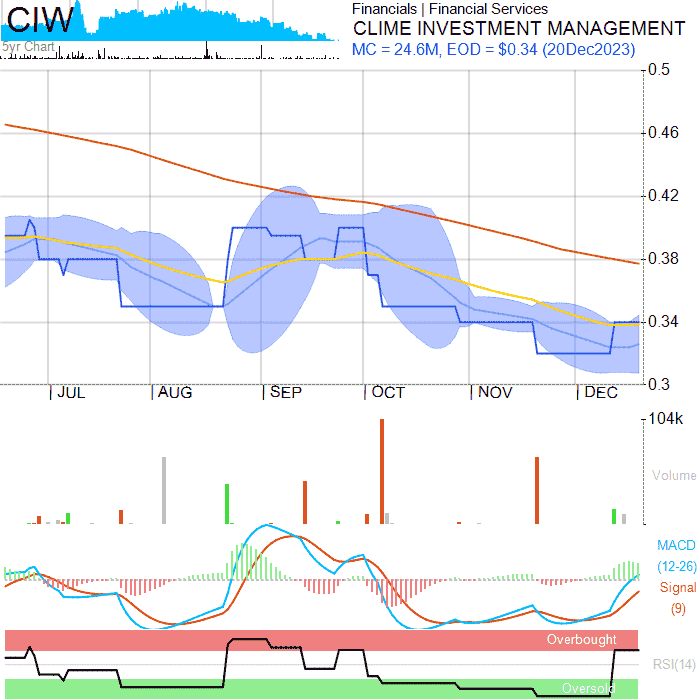 CIW
Financials | Financial Services
CLIME INVESTMENT MANAGEMENT
MC = 24.6M, EOD = $0.34 (20Dec2023)
5yr Chart
0.5
0.46
0.42
0.38
0.34
0.3
JUL AUG SEP OCT NOV DEC
104k
Volume
MACD
(12-26)
Signal
(9)
Overbought
RSI(14)
Oversold